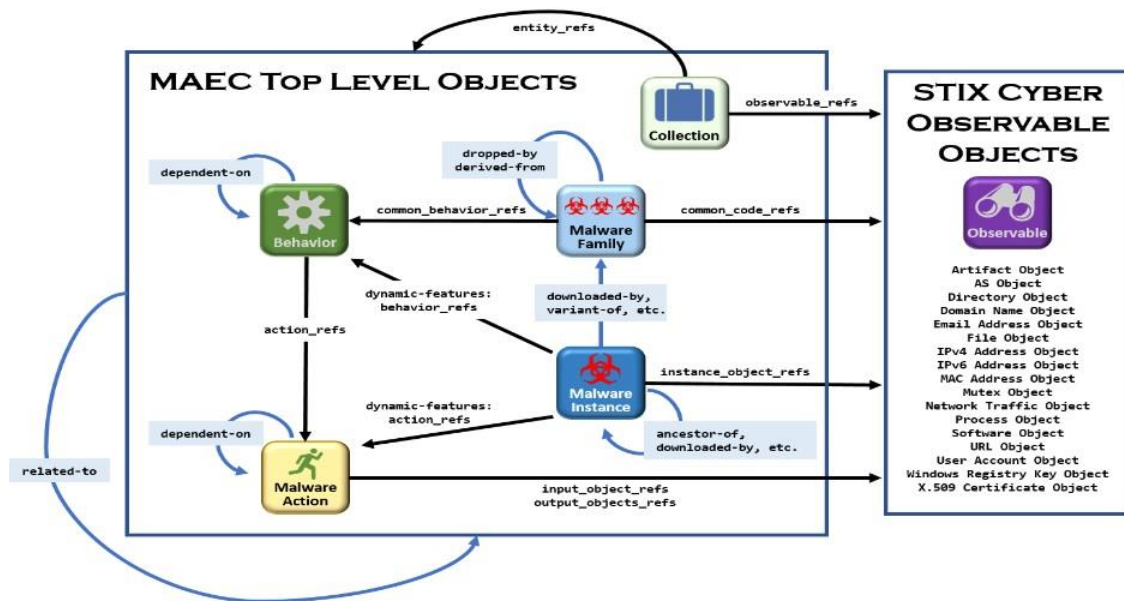 entity_refs
MAEC TOP LEVEL OBJECTS
Collection
observable_refs
STIX CYBER
OBSERVABLE
OBJECTS
dropped-by
derived-from
dependent-on
Behavior
common_behavior_refs
Malware
Family
common_code_refs
Observable
dynamic-features:
behavior_refs
downloaded-by,
variant-of, etc.
action_refs
Malware
Instance
instance_object_refs
dynamic-features:
action_refs
dependent-on
ancestor-of,
downloaded-by, etc.
related-to
Malware
Action
input_object_refs
output_objects_refs
Artifact Object
AS Object
Directory Object
Domain Name Object
Email Address Object
File Object
IPv4 Address Object
IPv6 Address Object
MAC Address Object
Mutex Object
Network Traffic Object
Process Object
Software Object
URL Object
User Account Object
Windows Registry Key Object
X.509 Certificate Object